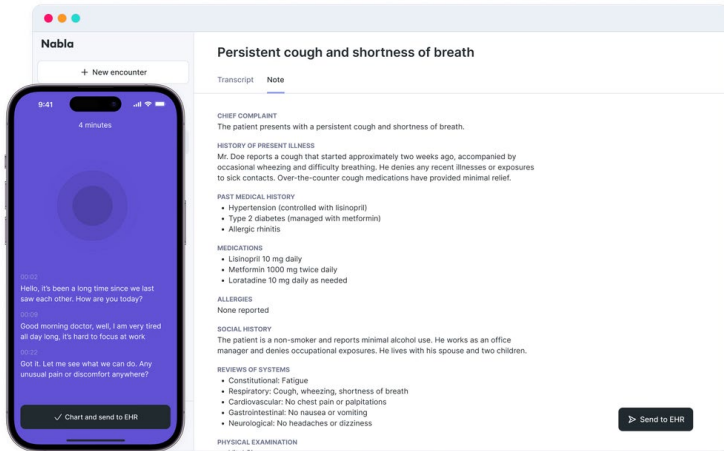 Nabla
+ New encounter
9:41
4 minutes
00:02
Hello, it's been a long time since we last
saw each other. How are you today?
00:09
Good morning doctor, well, I am very tired
all day long, it's hard to focus at work
00:22
Got it. Let me see what we can do. Any
unusual pain or discomfort anywhere?
Chart and send to EHR
Persistent cough and shortness of breath
Transcript Note
CHIEF COMPLAINT
The patient presents with a persistent cough and shortness of breath.
HISTORY OF PRESENT ILLNESS
Mr. Doe reports a cough that started approximately two weeks ago, accompanied by
occasional wheezing and difficulty breathing. He denies any recent illnesses or exposures
to sick contacts. Over-the-counter cough medications have provided minimal relief.
PAST MEDICAL HISTORY
• Hypertension (controlled with lisinopril)
• Type 2 diabetes (managed with metformin)
• Allergic rhinitis
MEDICATIONS
• Lisinopril 10 mg daily
• Metformin 1000 mg twice daily
• Loratadine 10 mg daily as needed
ALLERGIES
None reported
SOCIAL HISTORY
The patient is a non-smoker and reports minimal alcohol use. He works as an office
manager and denies occupational exposures. He lives with his spouse and two children.
REVIEWS OF SYSTEMS
• Constitutional: Fatigue
• Respiratory: Cough, wheezing, shortness of breath
• Cardiovascular: No chest pain or palpitations
• Gastrointestinal: No nausea or vomiting
• Neurological: No headaches or dizziness
PHYSICAL EXAMINATION
Send to EHR